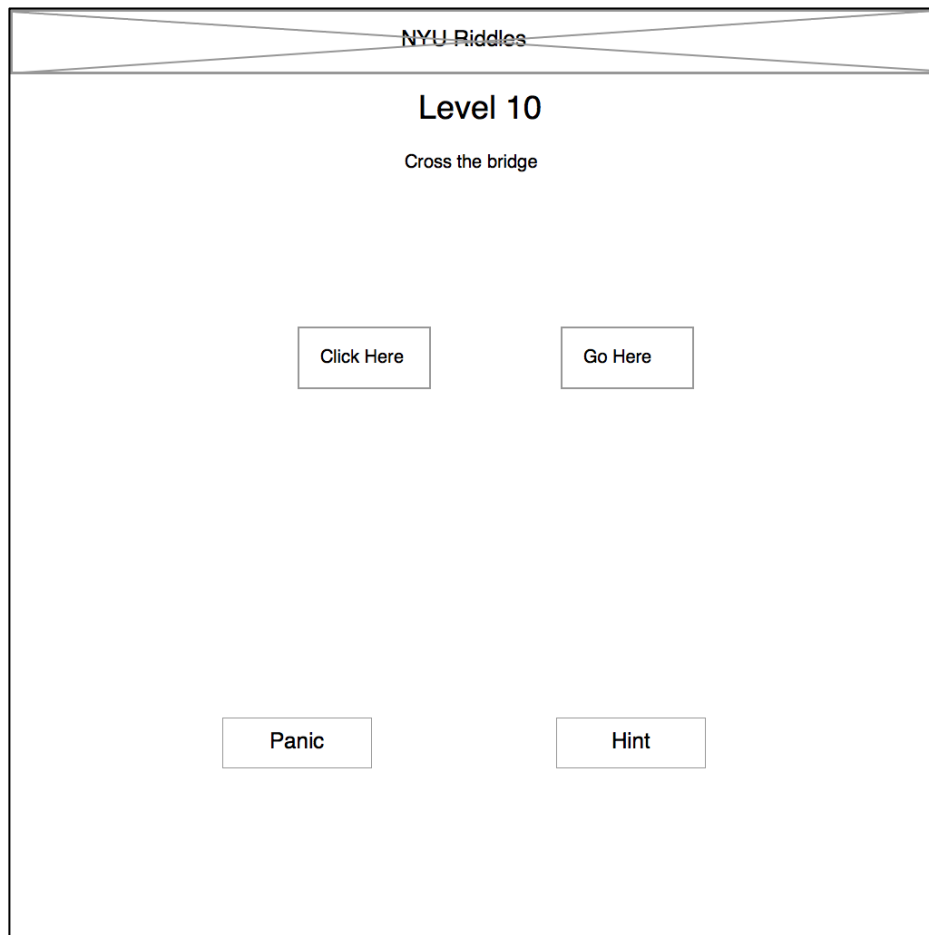 NYU Riddles
Level 10
Cross the bridge
Click Here
Go Here
Panic
Hint